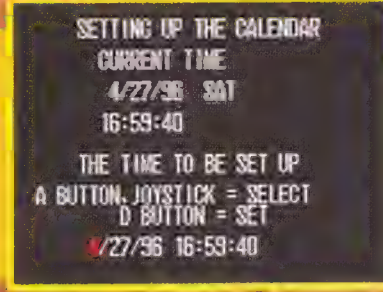 SETTING UP THE CALENDAR
CURRENT TIME
4/27/96 SAT
16:59:40
THE TIME TO BE SET UP
A BUTTON, JOYSTICK = SELECT
D BUTTON = SET
4/27/96 16:59:40